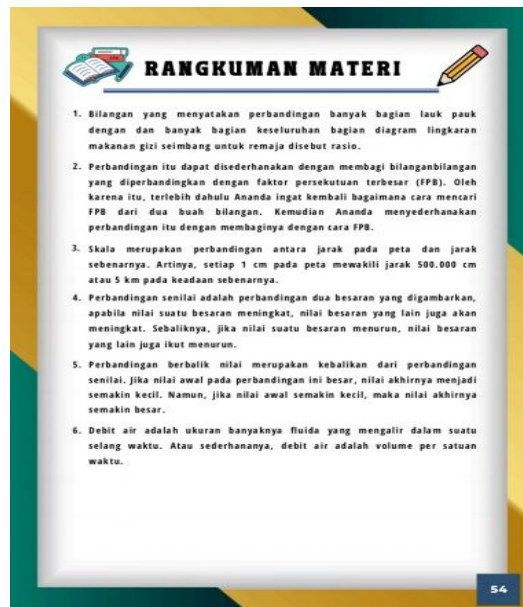 RANGKUMAN MATERI
1. Bilangan yang menyatakan perbandingan banyak bagian lauk pauk
dengan dan banyak bagian keseluruhan bagian diagram lingkaran
makanan gizi seimbang untuk remaja disebut rasio.
2. Perbandingan itu dapat disederhanakan dengan membagi bilanganbilangan
yang diperbandingkan dengan faktor persekutuan terbesar (FPB). Oleh
karena itu, terlebih dahulu Ananda ingat kembali bagaimana cara mencari
FPB dari dua buah bilangan. Kemudian Ananda menyederhanakan
perbandingan itu dengan membaginya dengan cara FPB.
3. Skala merupakan perbandingan antara jarak pada peta dan jarak
sebenarnya. Artinya, setiap 1 cm pada peta mewakili jarak 500.000 cm
atau 5 km pada keadaan sebenarnya.
4. Perbandingan senilai adalah perbandingan dua besaran yang digambarkan,
apabila nilai suatu besaran meningkat, nilai besaran yang lain juga akan
meningkat. Sebaliknya, jika nilai suatu besaran menurun, nilai besaran
yang lain juga ikut menurun.
5. Perbandingan berbalik nilai merupakan kebalikan dari perbandingan
senilai. Jika nilai awal pada perbandingan ini besar, nilai akhirnya menjadi
semakin kecil. Namun, jika nilai awal semakin kecil, maka nilai akhirnya
semakin besar.
6. Debit air adalah ukuran banyaknya fluida yang mengalir dalam suatu
selang waktu. Atau sederhananya, debit air adalah volume per satuan
waktu.
54